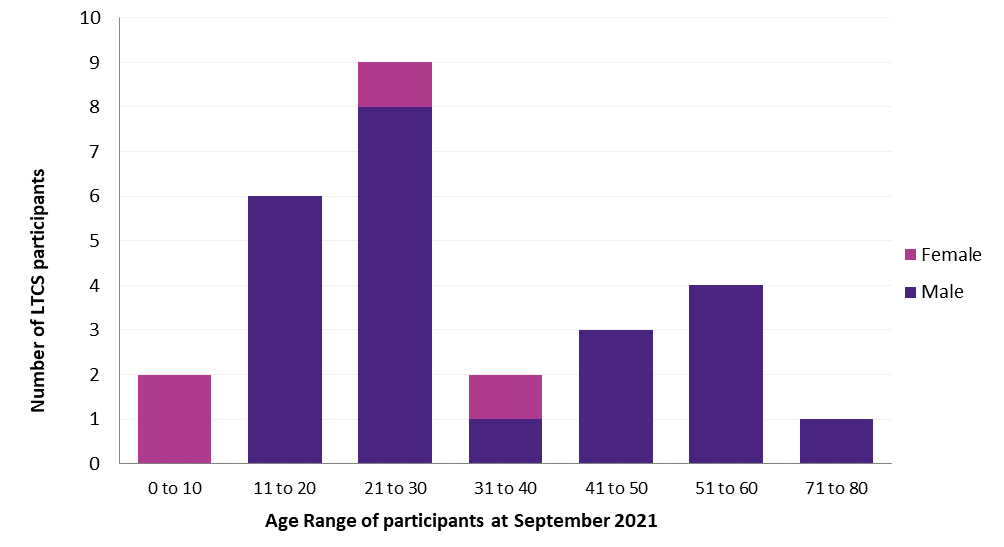 10
9
8
7
6
5
4
3
2
1
0
Number of LTCS participants
0 to 10 11 to 20 21 to 30 31 to 40 41 to 50 51 to 60 71 to 80
Age Range of participants at September 2021
Female
Male